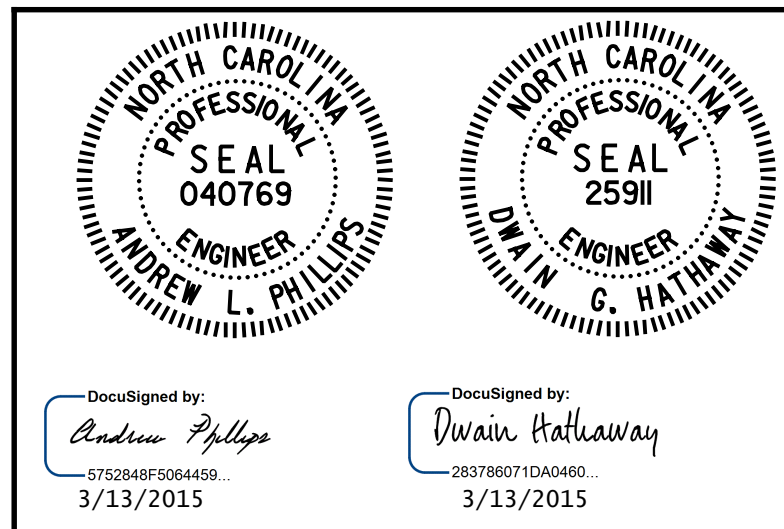 NORTH CAROLINA
PROFESSIONAL
SEAL
040769
ENGINEER
ANDREW L. PHILLIPS
NORTH CAROLINA
PROFESSIONAL
SEAL
25911
ENGINEER
DWAIN G. HATHAWAY
DocuSigned by:
Andrew Phillips
5752848F5064459...
3/13/2015
DocuSigned by:
Dwain Hathaway
283786071DA0460...
3/13/2015